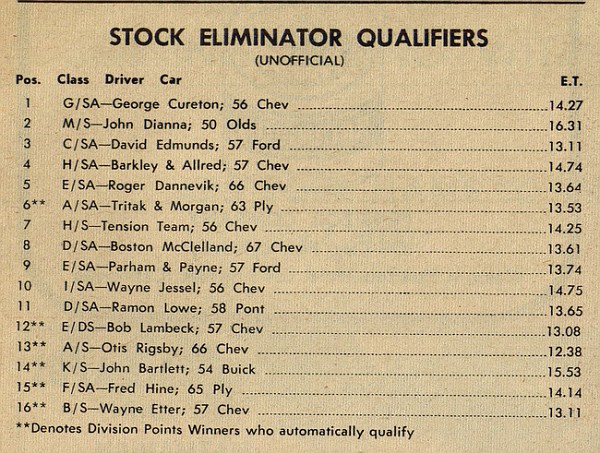 STOCK ELIMINATOR QUALIFIERS
(UNOFFICIAL)
Pos. Class Driver Car E.T.
1 G/SA—George Cureton; 56 Chev 14.27
2 M/S—John Dianna; 50 Olds 16.31
3 C/SA—David Edmunds; 57 Ford 13.11
4 H/SA—Barkley & Allred; 57 Chev 14.74
5 E/SA—Roger Dannevik; 66 Chev 13.64
6** A/SA—Tritak & Morgan; 63 Ply 13.53
7 H/S—Tension Team; 56 Chev 14.25
8 D/SA—Boston McClelland; 67 Chev 13.61
9 E/SA—Parham & Payne; 57 Ford 13.74
10 I/SA—Wayne Jessel; 56 Chev 14.75
11 D/SA—Ramon Lowe; 58 Pont 13.65
12** E/DS—Bob Lambeck; 57 Chev 13.08
13** A/S—Otis Rigsby; 66 Chev 12.38
14** K/S—John Bartlett; 54 Buick 15.53
15** F/SA—Fred Hine; 65 Ply 14.14
16** B/S—Wayne Etter; 57 Chev 13.11
**Denotes Division Points Winners who automatically qualify